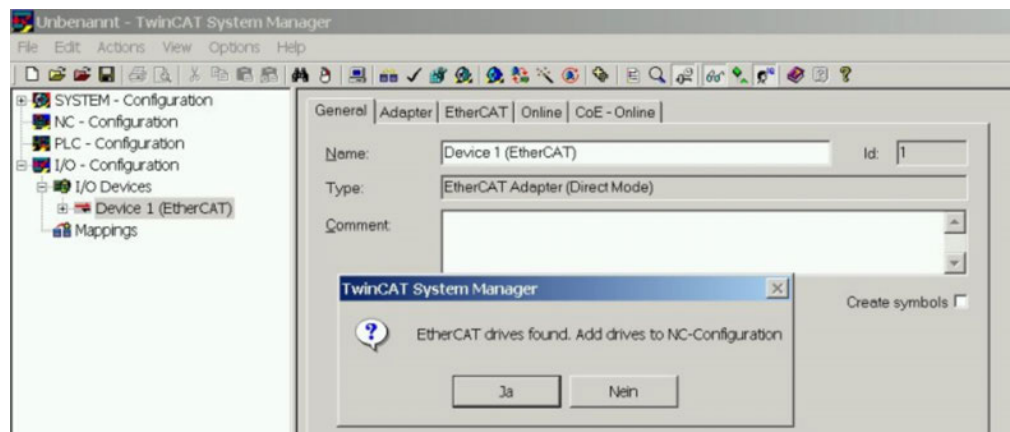 Unbenannt - TwinCAT System Manager
File Edit Actions View Options Help
SYSTEM - Configuration
NC - Configuration
PLC - Configuration
I/O - Configuration
I/O Devices
Device 1 (EtherCAT)
Mappings
General Adapter EtherCAT Online CoE - Online
Name: Device 1 (EtherCAT) Id: 1
Type: EtherCAT Adapter (Direct Mode)
Comment:
Create symbols
TwinCAT System Manager
EtherCAT drives found. Add drives to NC-Configuration
Ja Nein